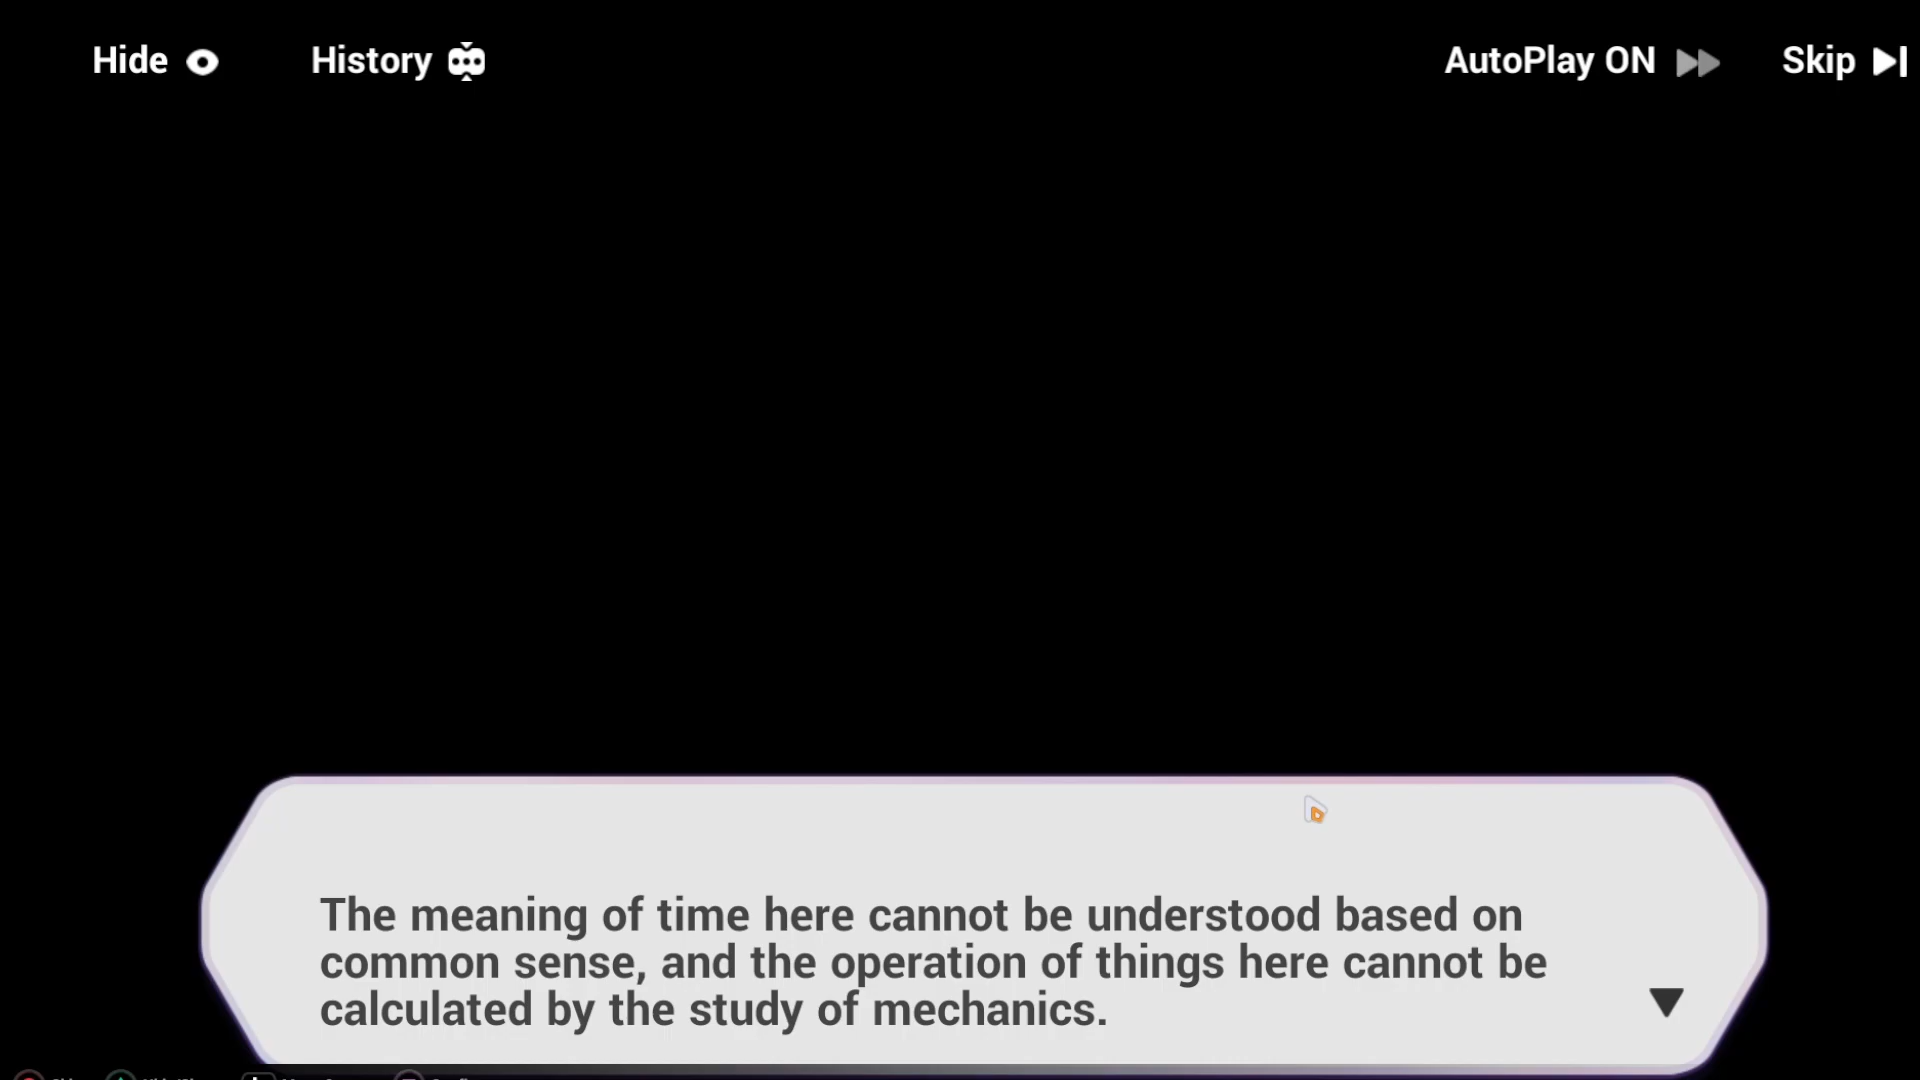 Hide
History
AutoPlay ON
Skip
The meaning of time here cannot be understood based on
common sense, and the operation of things here cannot be
calculated by the study of mechanics.